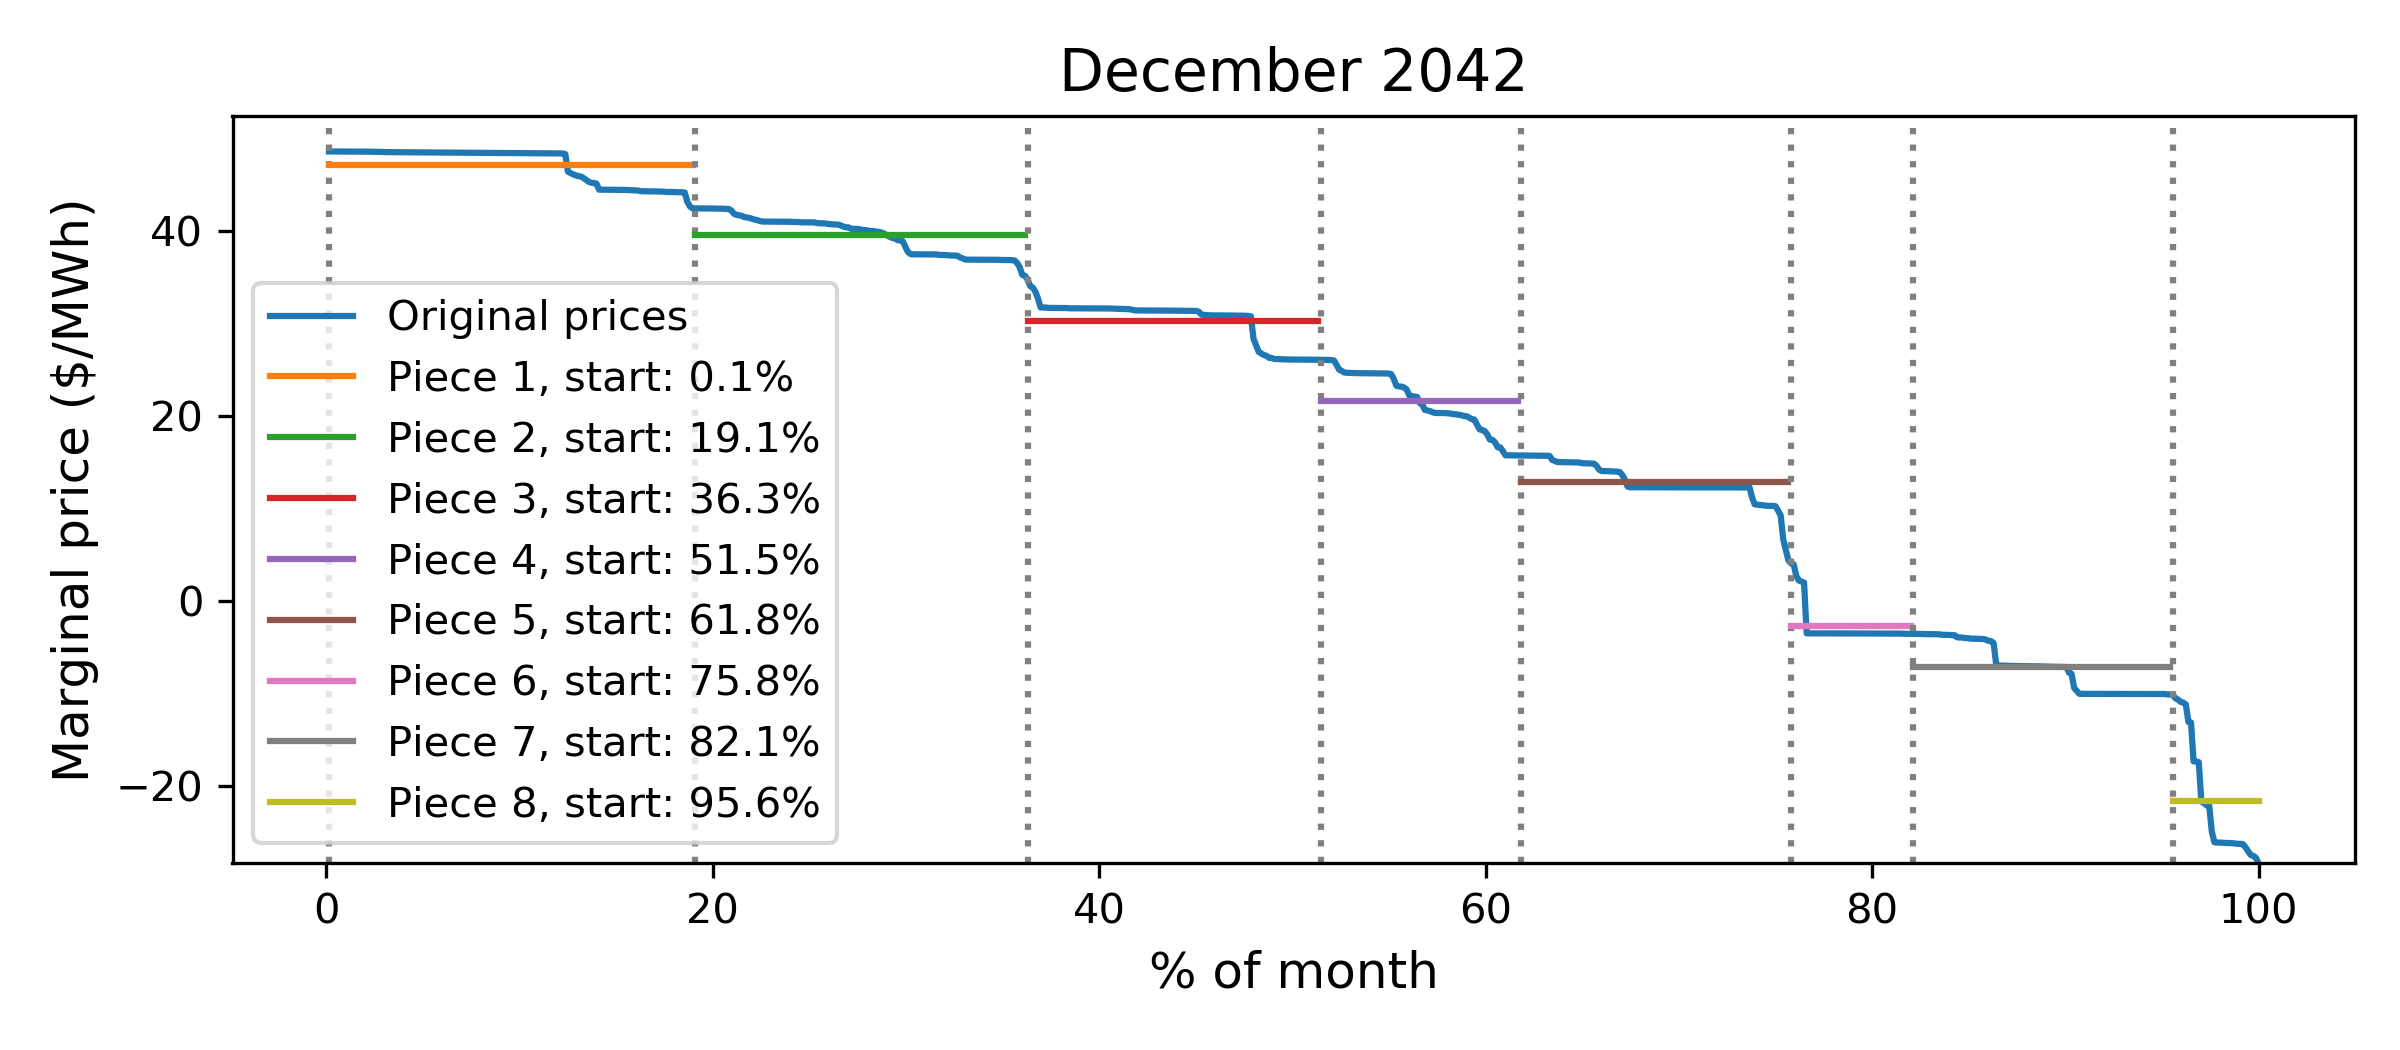 December 2042
Marginal price ($/MWh)
40
20
0
−20
Original prices
Piece 1, start: 0.1%
Piece 2, start: 19.1%
Piece 3, start: 36.3%
Piece 4, start: 51.5%
Piece 5, start: 61.8%
Piece 6, start: 75.8%
Piece 7, start: 82.1%
Piece 8, start: 95.6%
0 20 40 60 80 100
% of month